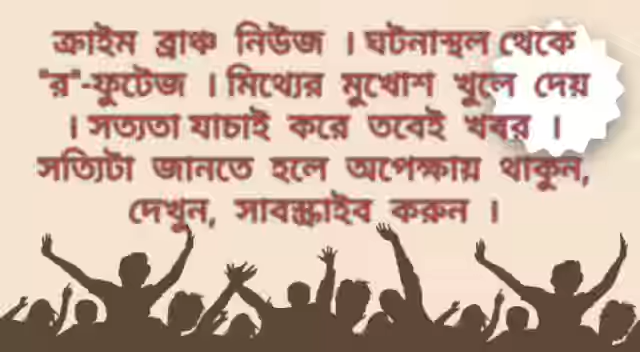 ক্রাইম ব্রাঞ্চ নিউজ । ঘটনাস্থল থেকে
"র"-ফুটেজ । মিথ্যের মুখোশ খুলে দেয়
। সত্যতা যাচাই করে তবেই খবর ।
সত্যিটা জানতে হলে অপেক্ষায় থাকুন,
দেখুন, সাবস্ক্রাইব করুন ।